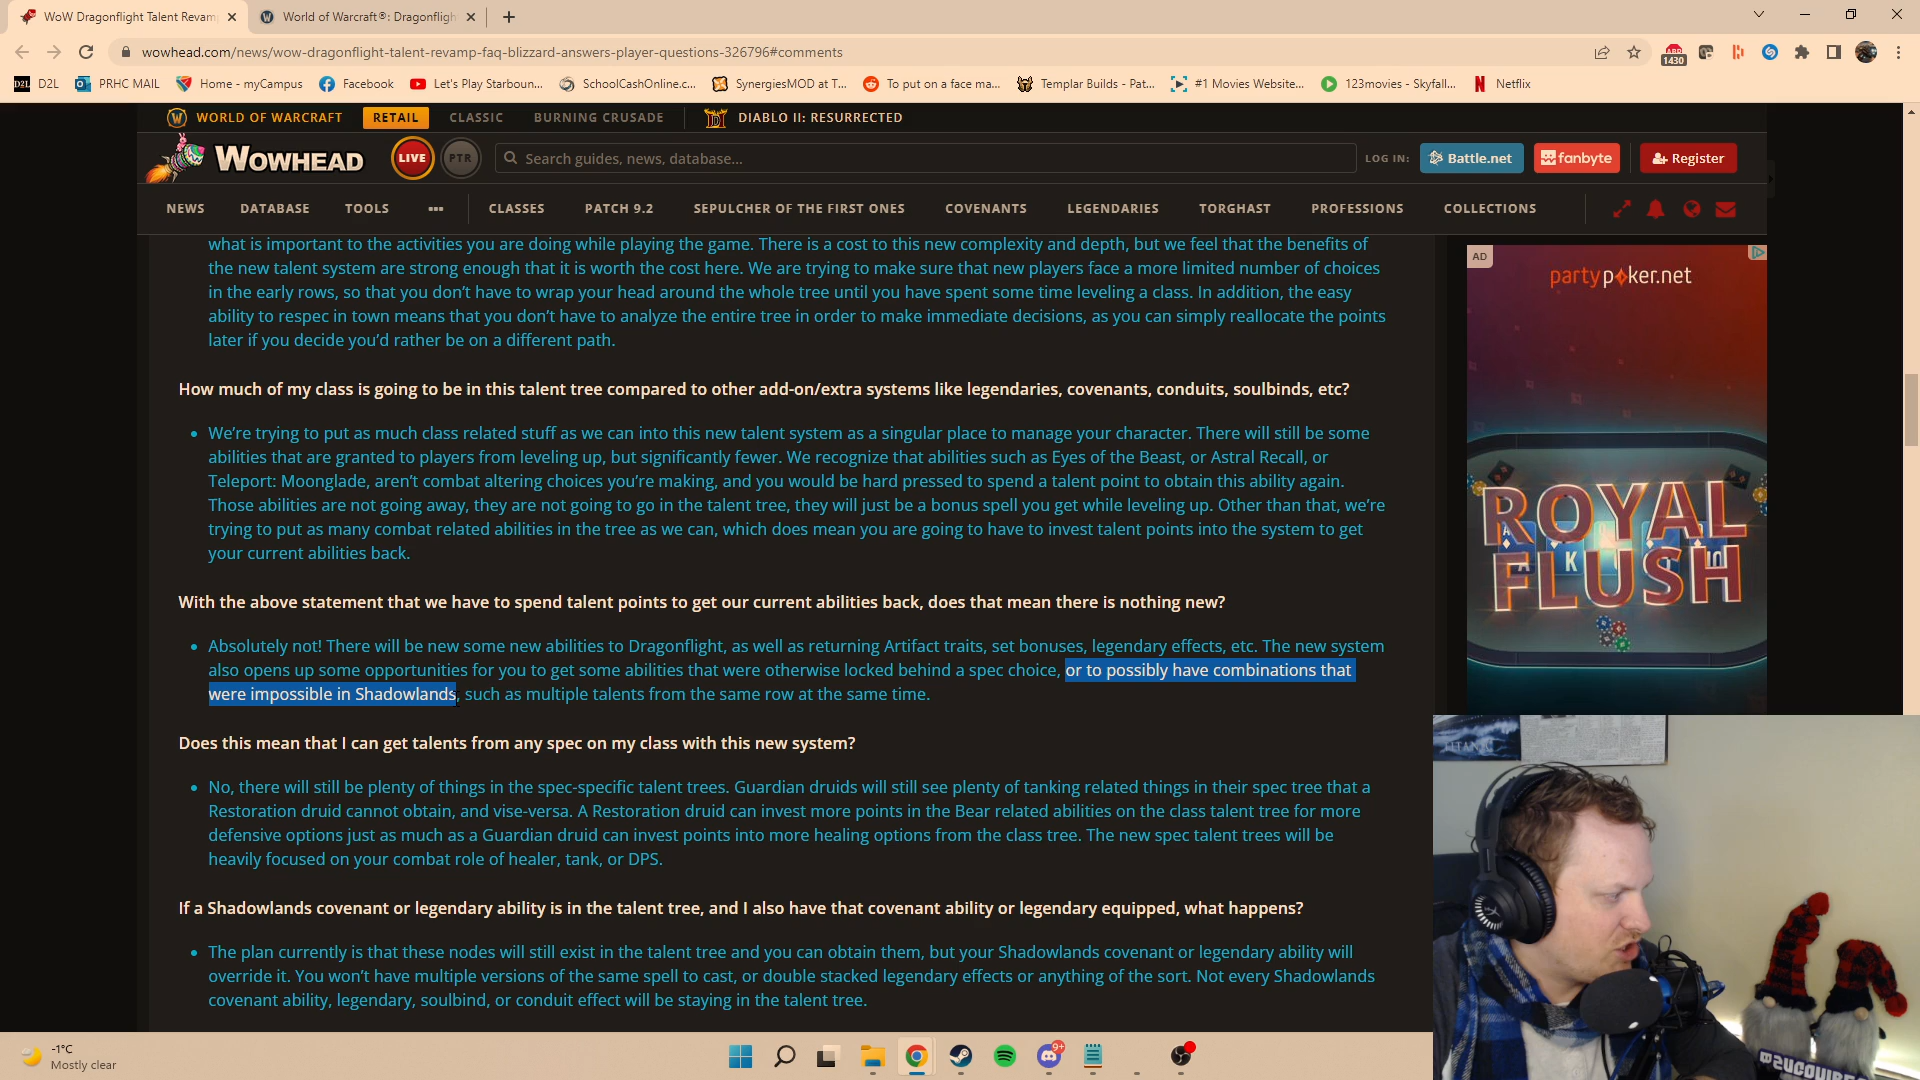 WoW Dragonflight Talent Revam
World of Warcraft®: Dragonfligh
wowhead.com/news/wow-dragonflight-talent-revamp-faq-blizzard-answers-player-questions-326796#comments
1430
D2L
PRHC MAIL
Home - myCampus
Facebook
Let's Play Starboun...
SchoolCashOnline.c...
SynergiesMOD at T...
To put on a face ma...
Templar Builds - Pat...
#1 Movies Website...
123movies - Skyfall...
Netflix
WORLD OF WARCRAFT
RETAIL
CLASSIC
BURNING CRUSADE
DIABLO II: RESURRECTED
WOWHEAD
LIVE
PTR
Search guides, news, database...
LOG IN:
Battle.net
fanbyte
Register
NEWS
DATABASE
TOOLS
CLASSES
PATCH 9.2
SEPULCHER OF THE FIRST ONES
COVENANTS
LEGENDARIES
TORGHAST
PROFESSIONS
COLLECTIONS
what is important to the activities you are doing while playing the game. There is a cost to this new complexity and depth, but we feel that the benefits of
the new talent system are strong enough that it is worth the cost here. We are trying to make sure that new players face a more limited number of choices
in the early rows, so that you don't have to wrap your head around the whole tree until you have spent some time leveling a class. In addition, the easy
ability to respec in town means that you don't have to analyze the entire tree in order to make immediate decisions, as you can simply reallocate the points
later if you decide you'd rather be on a different path.
How much of my class is going to be in this talent tree compared to other add-on/extra systems like legendaries, covenants, conduits, soulbinds, etc?
We're trying to put as much class related stuff as we can into this new talent system as a singular place to manage your character. There will still be some
abilities that are granted to players from leveling up, but significantly fewer. We recognize that abilities such as Eyes of the Beast, or Astral Recall, or
Teleport: Moonglade, aren't combat altering choices you're making, and you would be hard pressed to spend a talent point to obtain this ability again.
Those abilities are not going away, they are not going to go in the talent tree, they will just be a bonus spell you get while leveling up. Other than that, we're
trying to put as many combat related abilities in the tree as we can, which does mean you are going to have to invest talent points into the system to get
your current abilities back.
With the above statement that we have to spend talent points to get our current abilities back, does that mean there is nothing new?
Absolutely not! There will be new some new abilities to Dragonflight, as well as returning Artifact traits, set bonuses, legendary effects, etc. The new system
also opens up some opportunities for you to get some abilities that were otherwise locked behind a spec choice, or to possibly have combinations that
were impossible in Shadowlands, such as multiple talents from the same row at the same time.
Does this mean that I can get talents from any spec on my class with this new system?
No, there will still be plenty of things in the spec-specific talent trees. Guardian druids will still see plenty of tanking related things in their spec tree that a
Restoration druid cannot obtain, and vise-versa. A Restoration druid can invest more points in the Bear related abilities on the class talent tree for more
defensive options just as much as a Guardian druid can invest points into more healing options from the class tree. The new spec talent trees will be
heavily focused on your combat role of healer, tank, or DPS.
If a Shadowlands covenant or legendary ability is in the talent tree, and I also have that covenant ability or legendary equipped, what happens?
The plan currently is that these nodes will still exist in the talent tree and you can obtain them, but your Shadowlands covenant or legendary ability will
override it. You won't have multiple versions of the same spell to cast, or double stacked legendary effects or anything of the sort. Not every Shadowlands
covenant ability, legendary, soulbind, or conduit effect will be staying in the talent tree.
AD
partypoker.net
ROYAL
FLUSH
TITANIC
-1°C
Mostly clear
9+